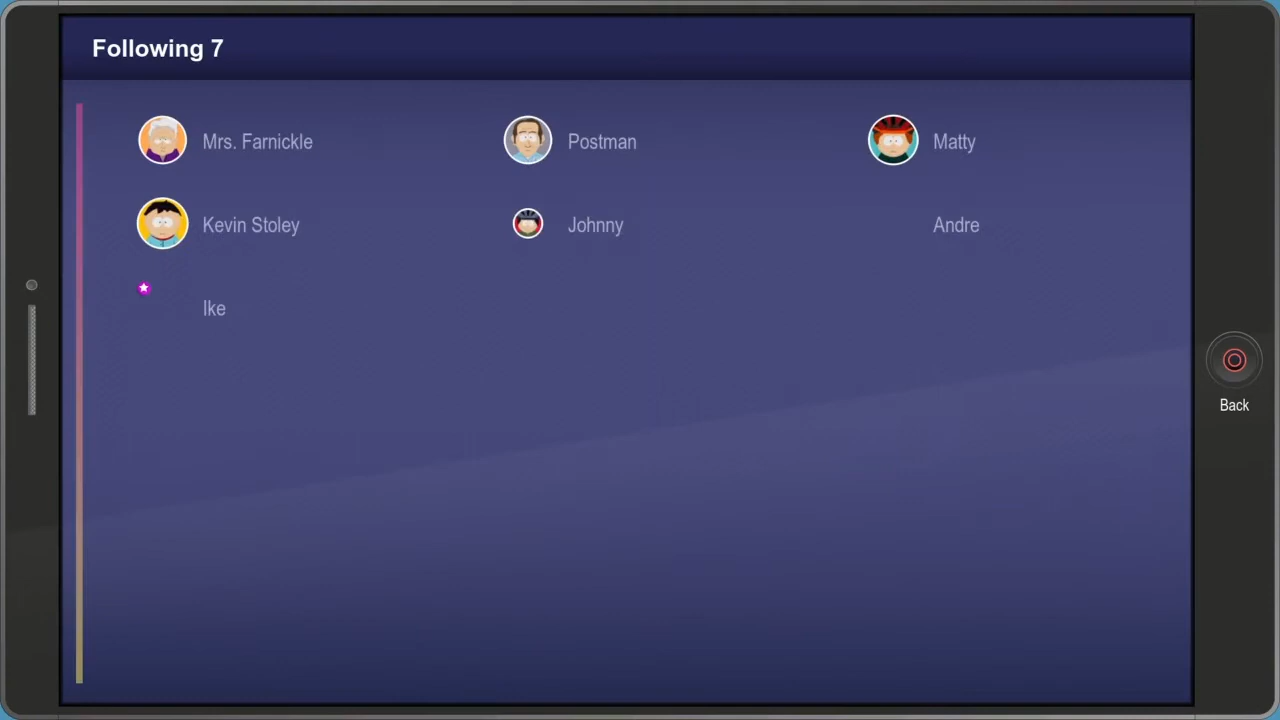 Following 7
Mrs. Farnickle
Postman
Matty
Kevin Stoley
Johnny
Andre
Ike
Back